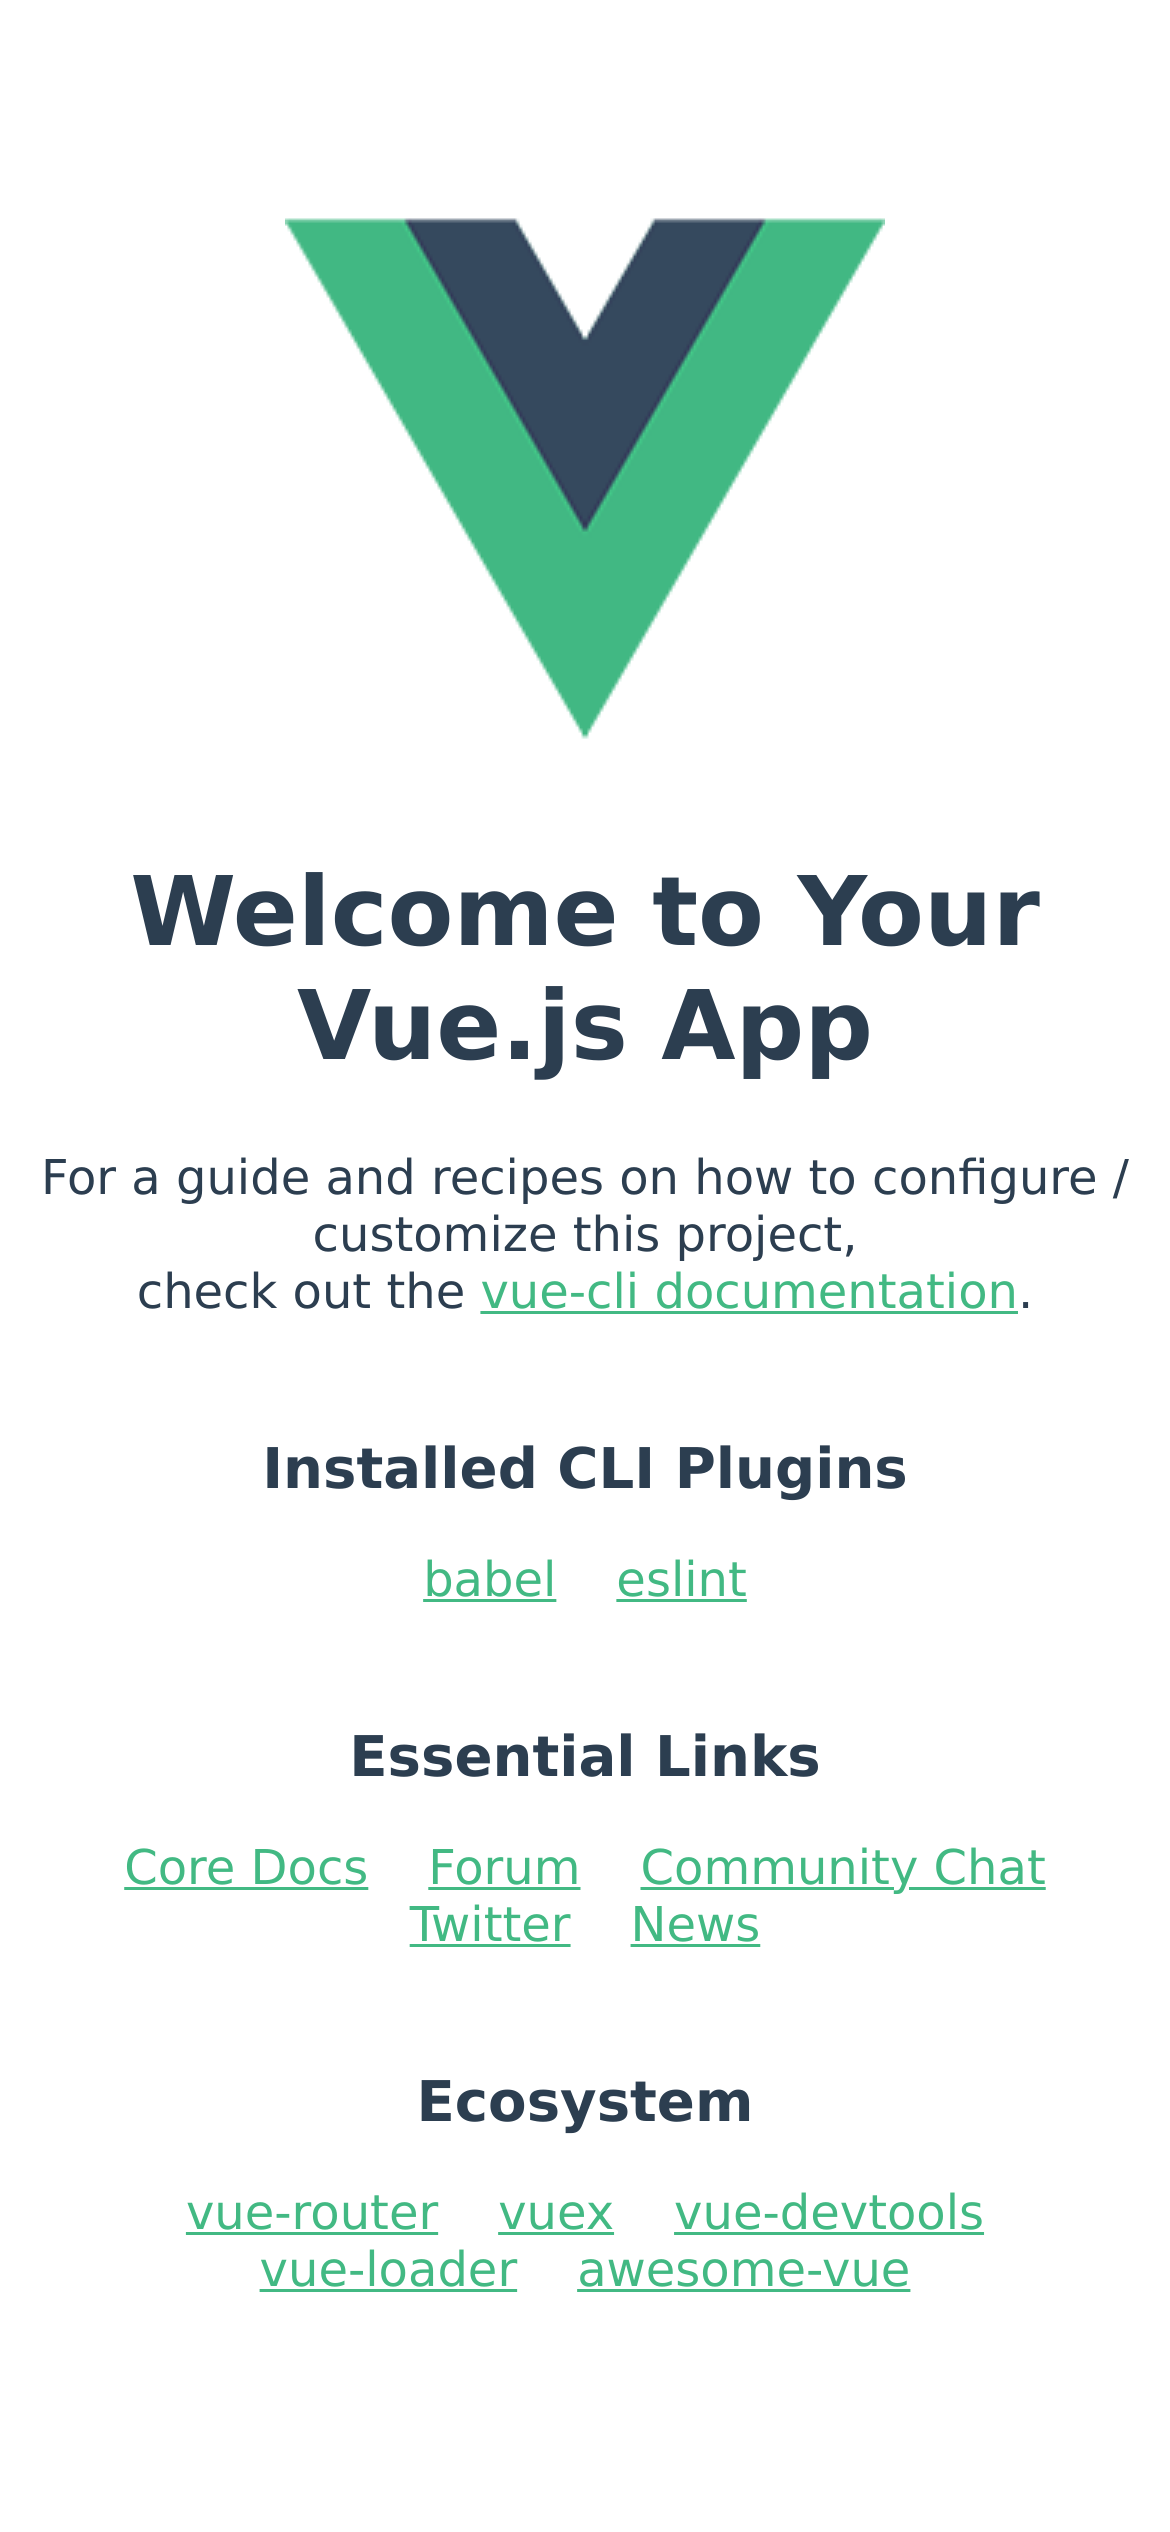 Welcome to Your
Vue.js App
For a guide and recipes on how to configure /
customize this project,
check out the vue-cli documentation.
Installed CLI Plugins
babel eslint
Essential Links
Core Docs Forum Community Chat
Twitter News
Ecosystem
vue-router vuex vue-devtools
vue-loader awesome-vue